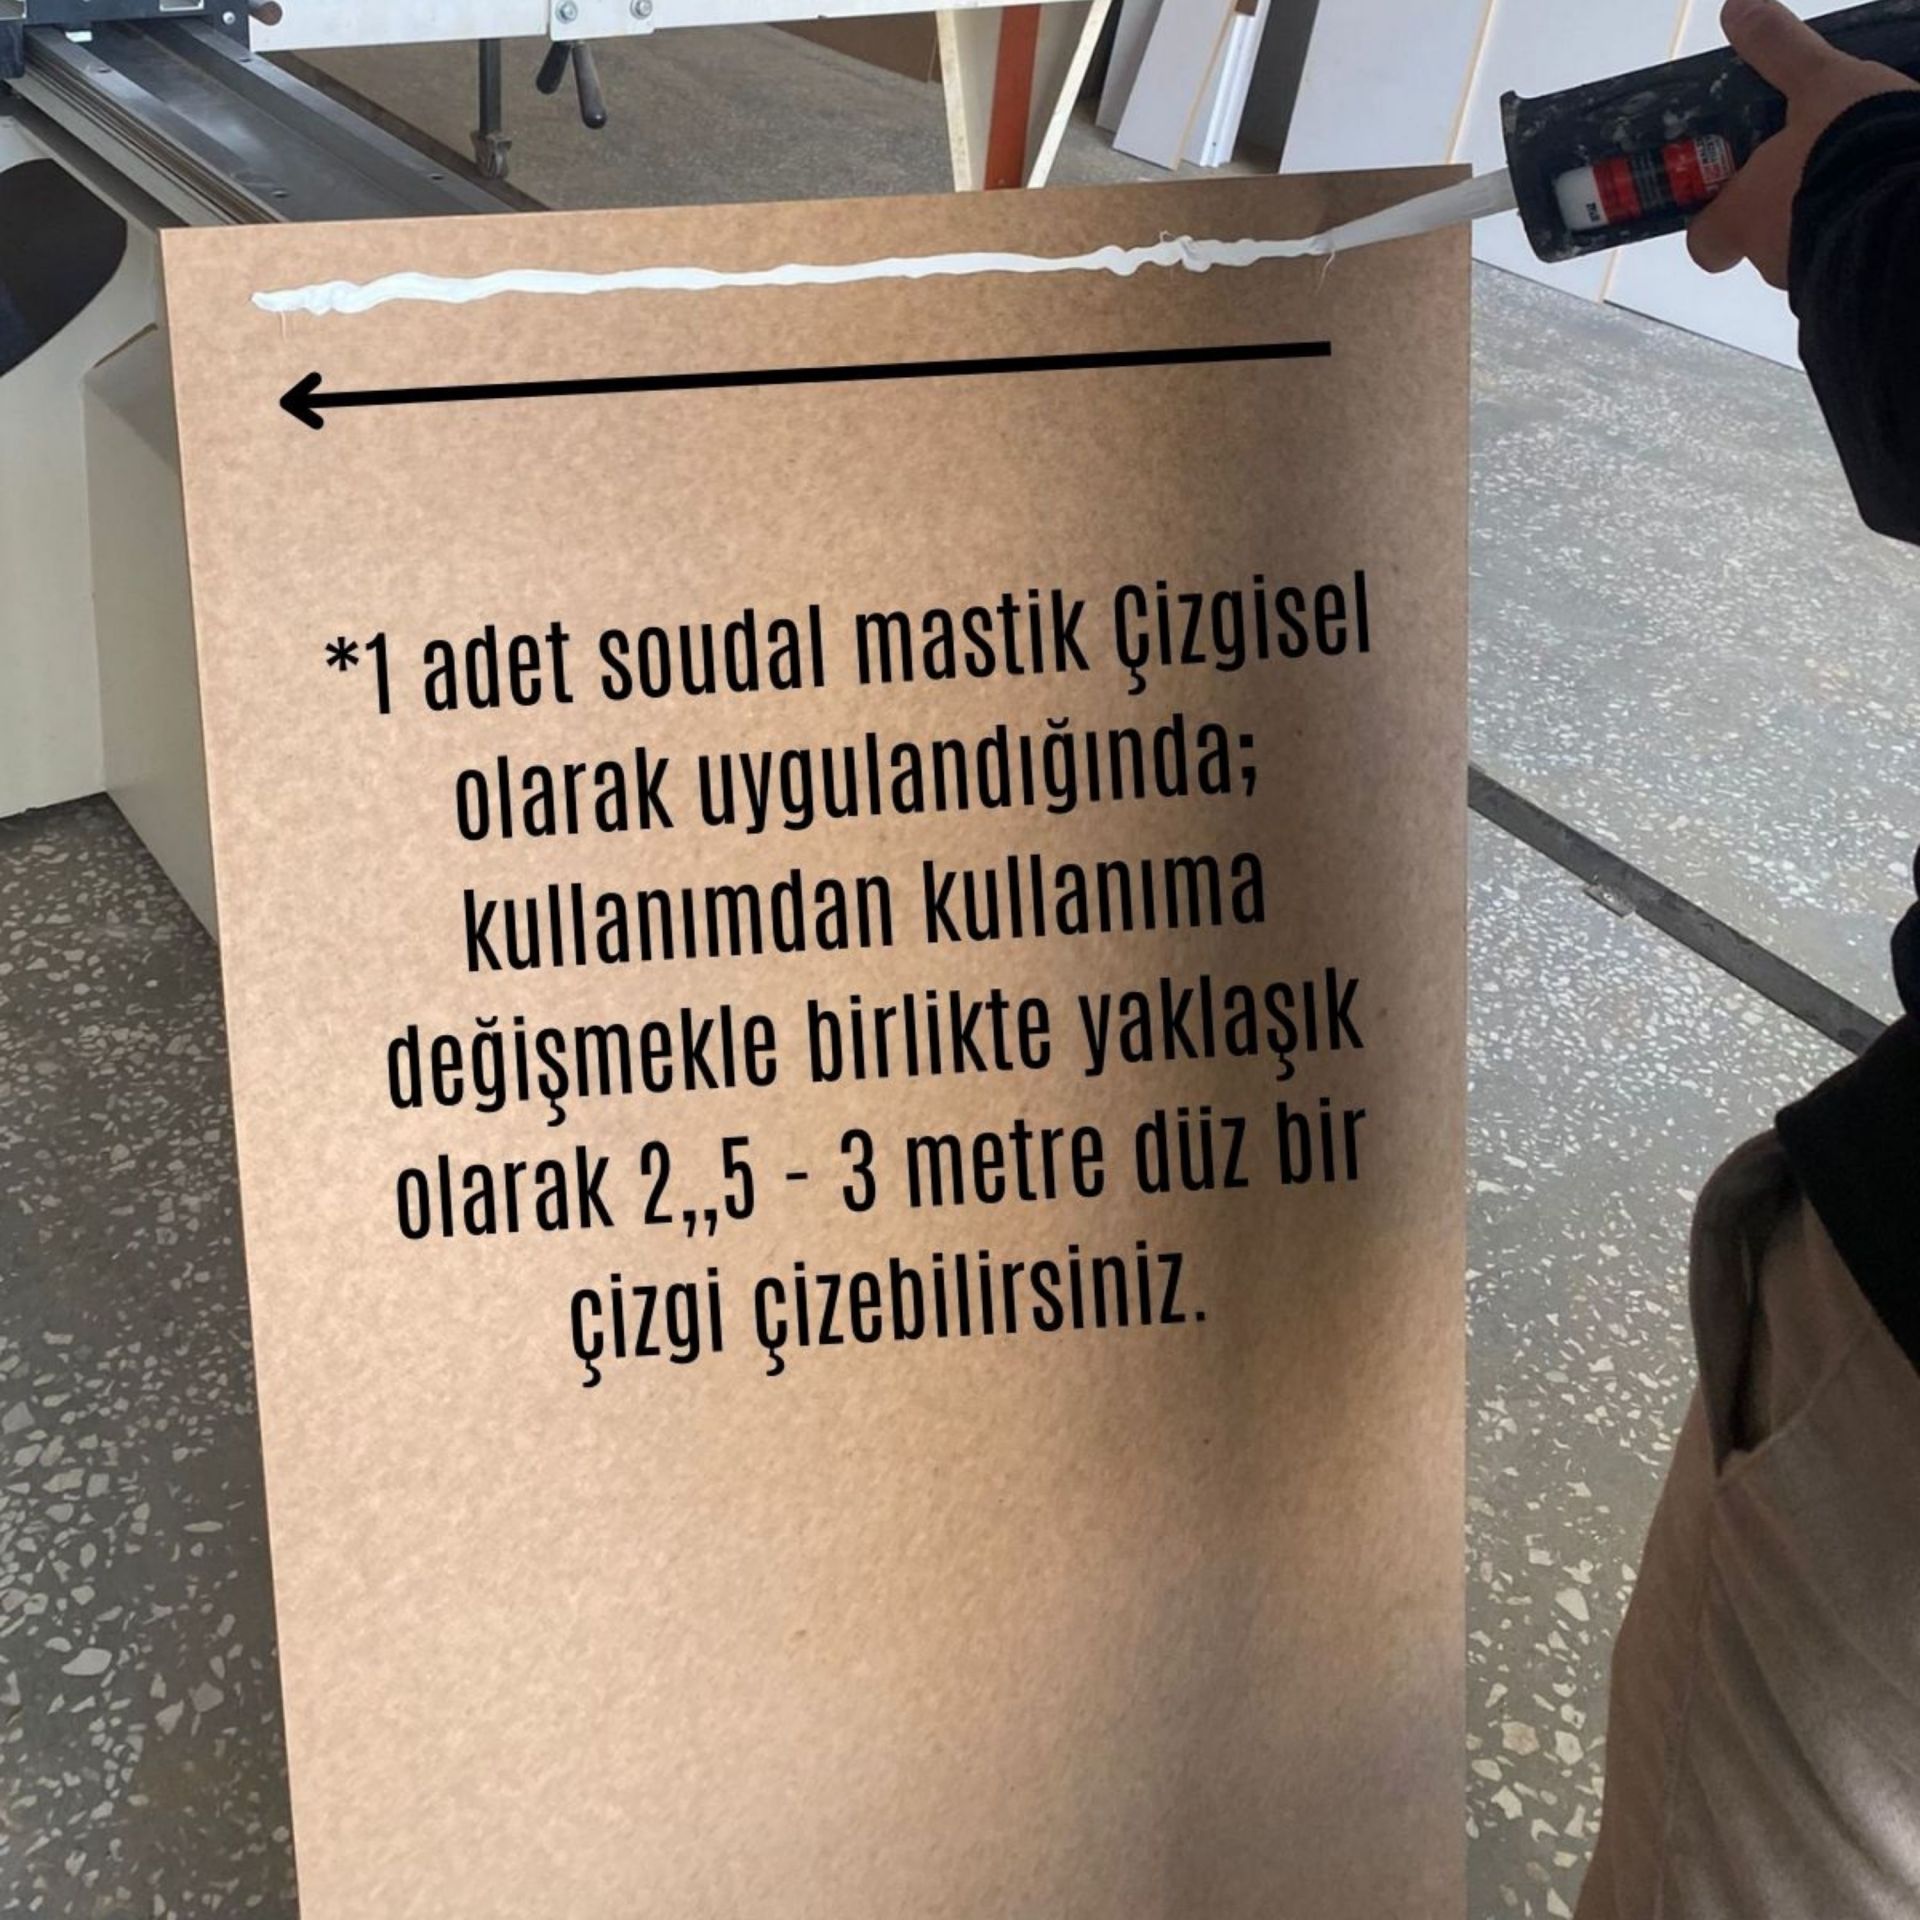 *1 adet soudal mastik Çizgisel
olarak uygulandığında;
kullanımdan kullanıma
değişmekle birlikte yaklaşık
olarak 2,,5 - 3 metre düz bir
çizgi çizebilirsiniz.